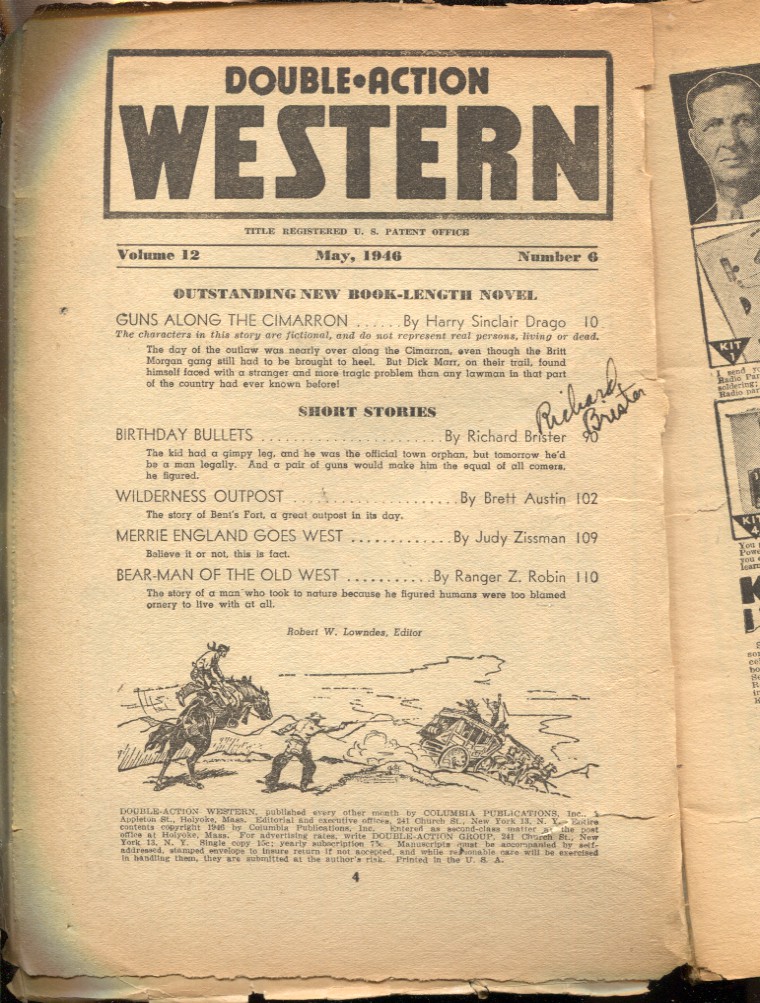 DOUBLE•ACTION
WESTERN
TITLE REGISTERED U. S. PATENT OFFICE
Volume 12 May, 1946 Number 6
OUTSTANDING NEW BOOK-LENGTH NOVEL
GUNS ALONG THE CIMARRON ......By Harry Sinclair Drago 10
The characters in this story are fictional, and do not represent real persons, living or dead.
The day of the outlaw was nearly over along the Cimarron, even though the Britt
Morgan gang still had to be brought to heel. But Dick Marr, on their trail, found
himself faced with a stranger and more tragic problem than any lawman in that part
of the country had ever known before!
Richard
Brister
SHORT STORIES
BIRTHDAY BULLETS ........................By Richard Brister 90
The kid had a gimpy leg, and he was the official town orphan, but tomorrow he'd
be a man legally. And a pair of guns would make him the equal of all comers,
he figured.
WILDERNESS OUTPOST ......................By Brett Austin 102
The story of Bent's Fort, a great outpost in its day.
MERRIE ENGLAND GOES WEST .............By Judy Zissman 109
Believe it or not, this is fact.
BEAR-MAN OF THE OLD WEST ...........By Ranger Z. Robin 110
The story of a man who took to nature because he figured humans were too blamed
ornery to live with at all.
Robert W. Lowndes, Editor
DOUBLE-ACTION WESTERN, published every other month by COLUMBIA PUBLICATIONS, Inc.,
Appleton St., Holyoke, Mass. Editorial and executive offices, 241 Church St., New York 13, N. Y. Entire
contents copyright 1946 by Columbia Publications, Inc. Entered as second-class matter at the post
office at Holyoke, Mass. For advertising rates, write DOUBLE-ACTION GROUP, 241 Church St., New
York 13, N. Y. Single copy 15c; yearly subscription 75c. Manuscripts must be accompanied by self-
addressed, stamped envelope to insure return if not accepted, and while reasonable care will be exercised
in handling them, they are submitted at the author's risk. Printed in the U. S. A.
4
KIT
1
I send
Radio Par
soldering;
Radio par
KIT
4
You